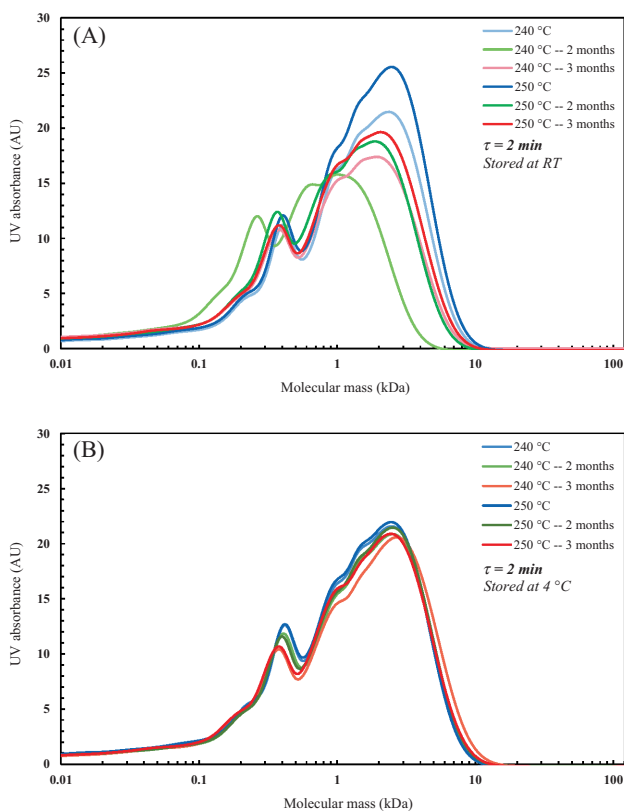 (A)
30
25
20
15
10
5
0
UV absorbance (AU)
0.01
0.1
1
10
100
Molecular mass (kDa)
240 °C
240 °C -- 2 months
240 °C -- 3 months
250 °C
250 °C -- 2 months
250 °C -- 3 months
τ = 2 min
Stored at RT
(B)
30
25
20
15
10
5
0
UV absorbance (AU)
0.01
0.1
1
10
100
Molecular mass (kDa)
240 °C
240 °C -- 2 months
240 °C -- 3 months
250 °C
250 °C -- 2 months
250 °C -- 3 months
τ = 2 min
Stored at 4 °C